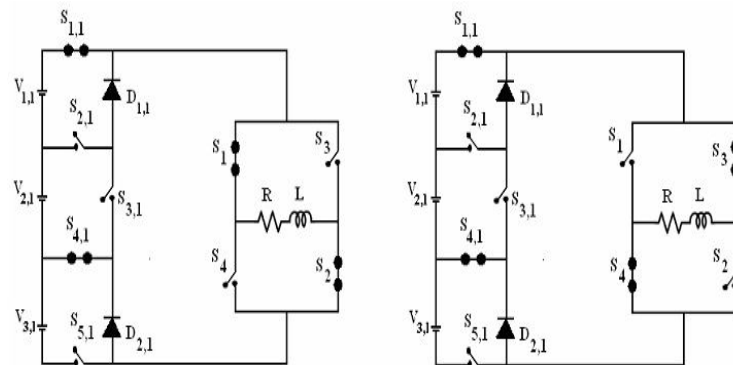 S1,1
V1,1
D1,1
S2,1
S1
S3
V2,1
S3,1
R
L
S4,1
S4
S2
V3,1
S5,1
D2,1
S1,1
V1,1
D1,1
S2,1
S1
S3
V2,1
S3,1
R
L
S4,1
S4
S2
V3,1
S5,1
D2,1